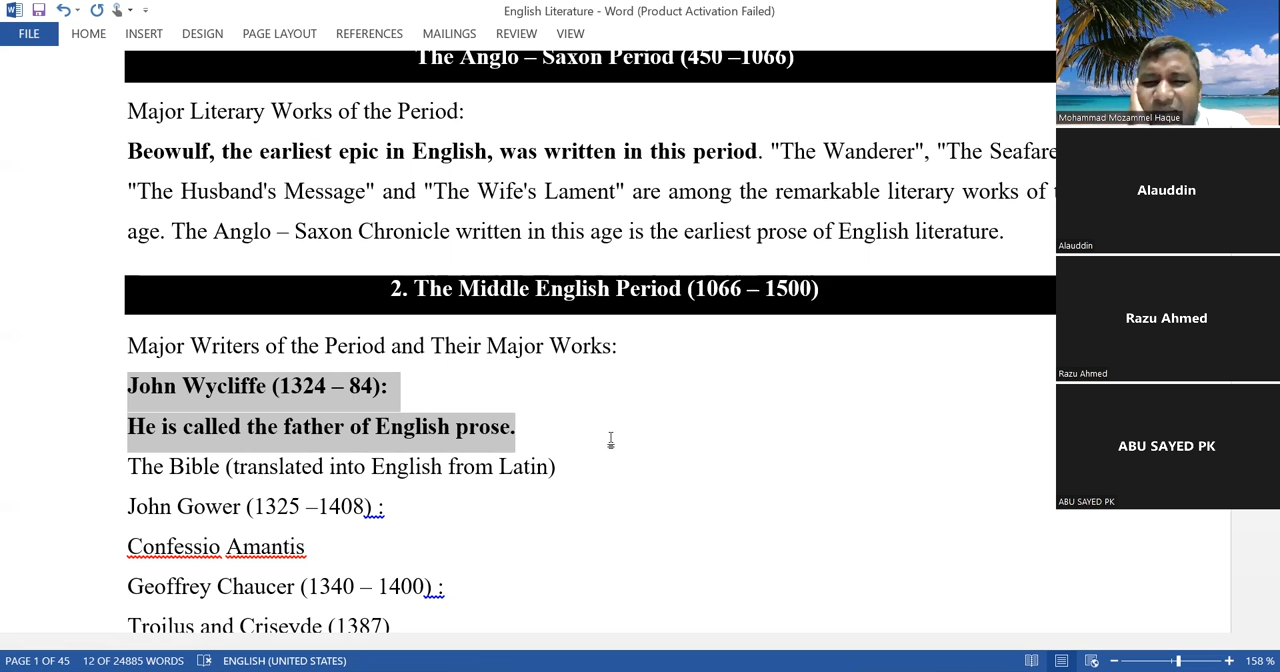 English Literature - Word (Product Activation Failed)
FILE HOME INSERT DESIGN PAGE LAYOUT REFERENCES MAILINGS REVIEW VIEW
The Anglo – Saxon Period (450 –1066)
Major Literary Works of the Period:
Beowulf, the earliest epic in English, was written in this period. "The Wanderer", "The Seafare
"The Husband's Message" and "The Wife's Lament" are among the remarkable literary works of t
age. The Anglo – Saxon Chronicle written in this age is the earliest prose of English literature.
2. The Middle English Period (1066 – 1500)
Major Writers of the Period and Their Major Works:
John Wycliffe (1324 – 84):
He is called the father of English prose.
The Bible (translated into English from Latin)
John Gower (1325 –1408) :
Confessio Amantis
Geoffrey Chaucer (1340 – 1400) :
Troilus and Criseyde (1387)
Mohammad Mozammel Haque
Alauddin
Alauddin
Razu Ahmed
Razu Ahmed
ABU SAYED PK
ABU SAYED PK
PAGE 1 OF 45 12 OF 24885 WORDS ENGLISH (UNITED STATES) 158 %